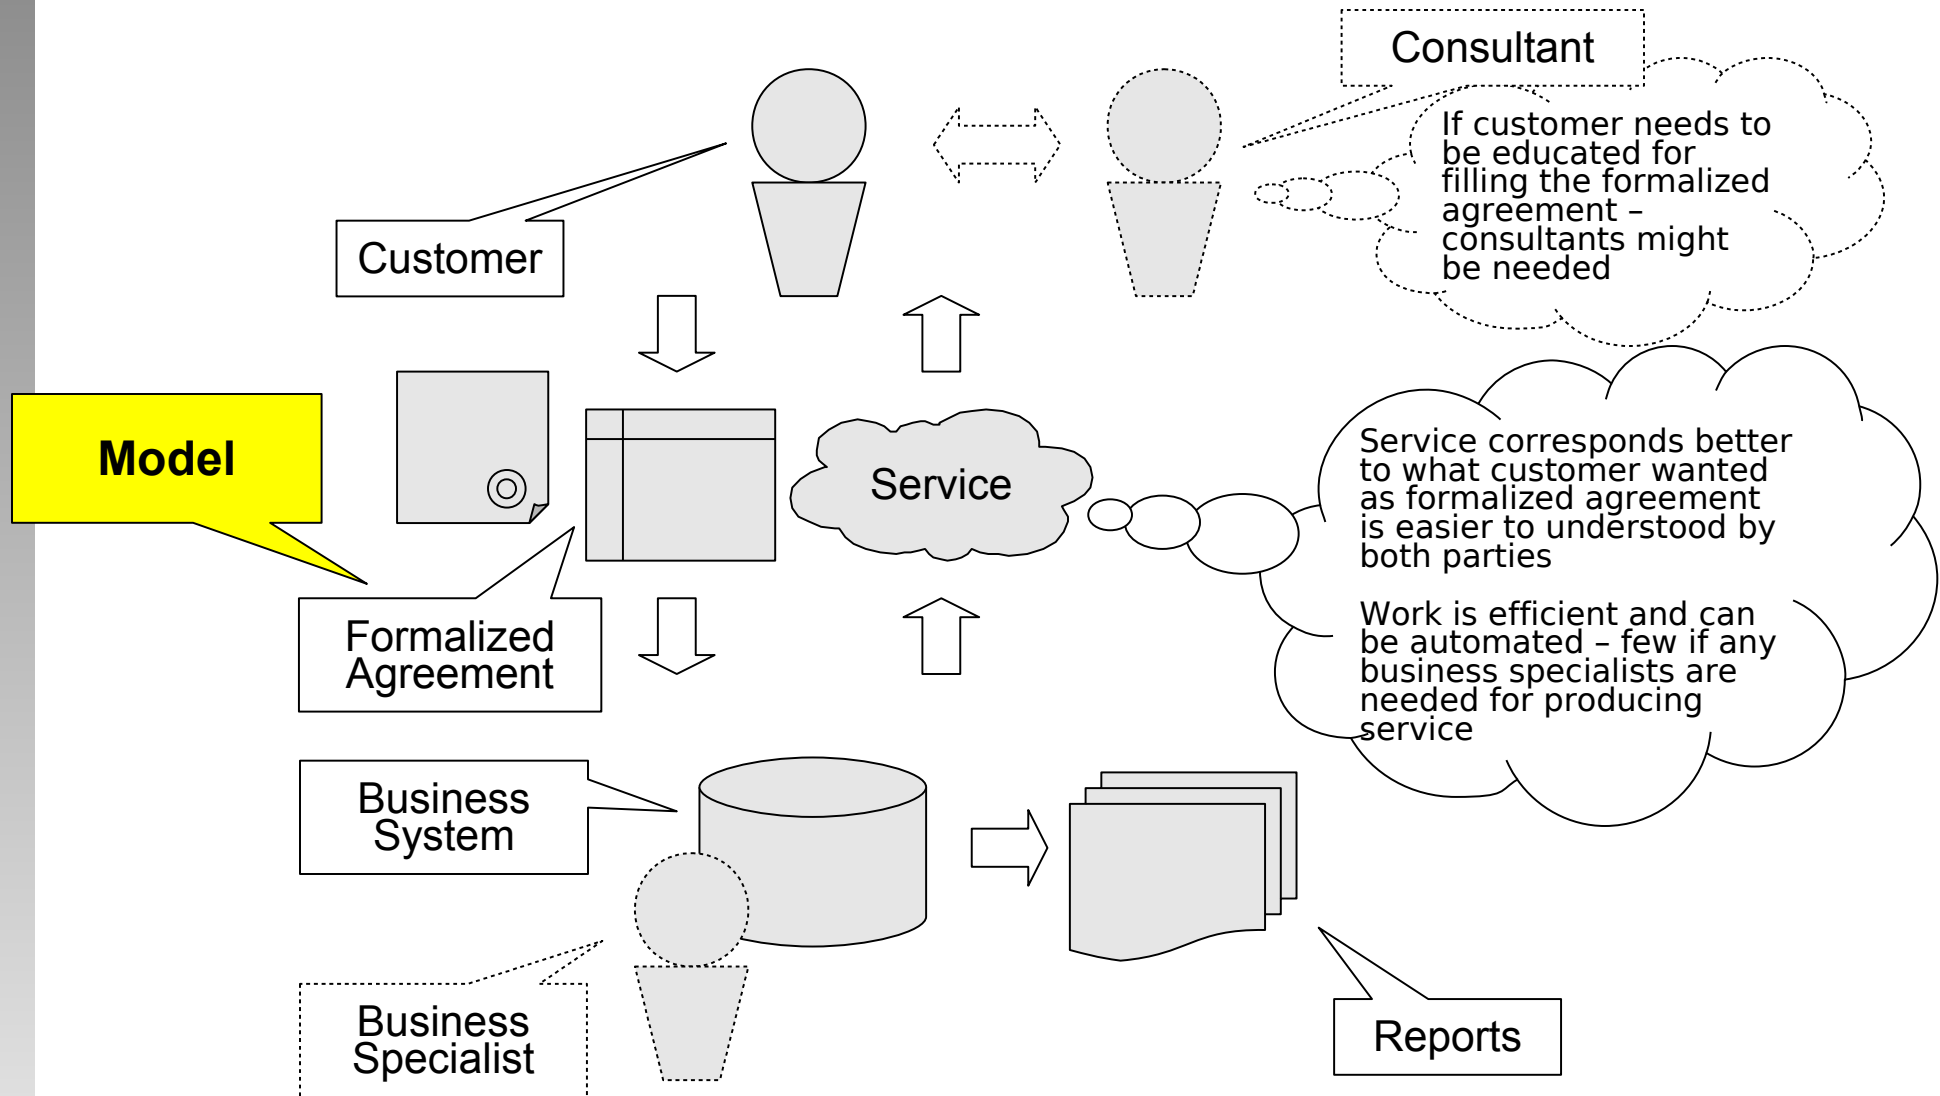 Consultant
If customer needs to
be educated for
filling the formalized
agreement –
consultants might
be needed
Customer
Model
Service
Service corresponds better
to what customer wanted
as formalized agreement
is easier to understood by
both parties
Work is efficient and can
be automated – few if any
business specialists are
needed for producing
service
Formalized
Agreement
Business
System
Business
Specialist
Reports